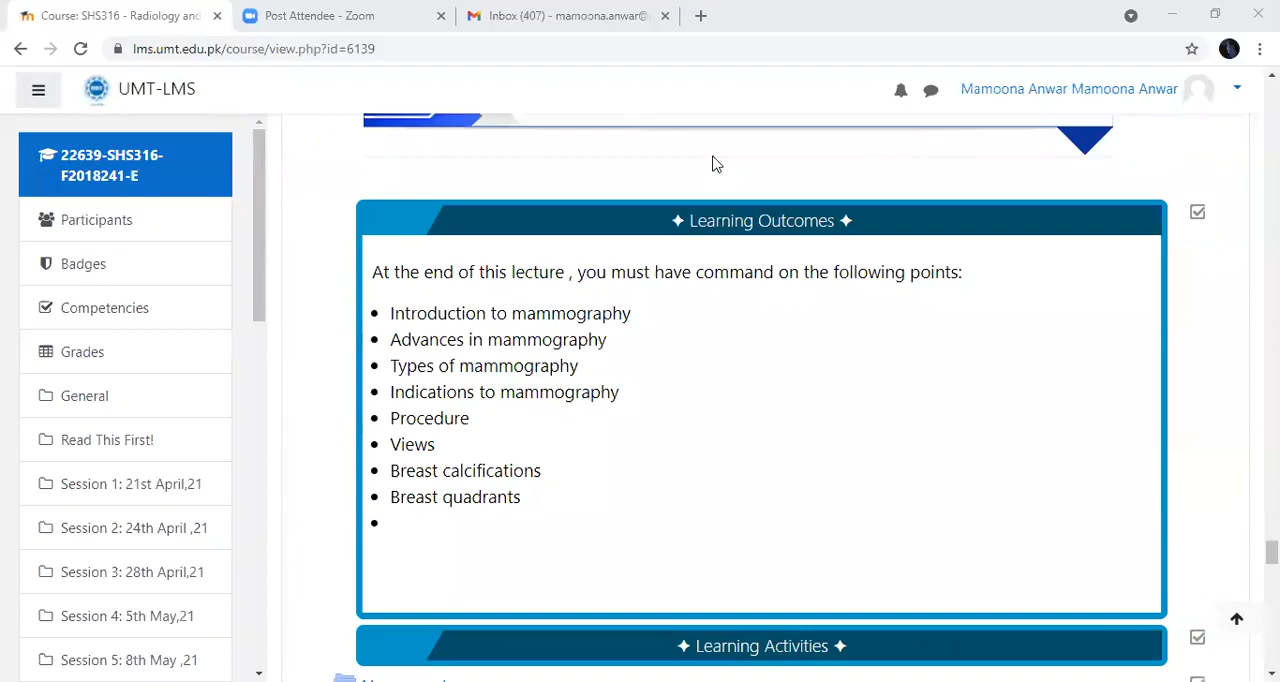 Course: SHS316 - Radiology and
Post Attendee - Zoom
Inbox (407) - mamoona.anwar@
lms.umt.edu.pk/course/view.php?id=6139
UMT-LMS
Mamoona Anwar Mamoona Anwar
22639-SHS316-
F2018241-E
Participants
Badges
Competencies
Grades
General
Read This First!
Session 1: 21st April,21
Session 2: 24th April ,21
Session 3: 28th April,21
Session 4: 5th May,21
Session 5: 8th May ,21
✦ Learning Outcomes ✦
At the end of this lecture , you must have command on the following points:
• Introduction to mammography
• Advances in mammography
• Types of mammography
• Indications to mammography
• Procedure
• Views
• Breast calcifications
• Breast quadrants
•
✦ Learning Activities ✦